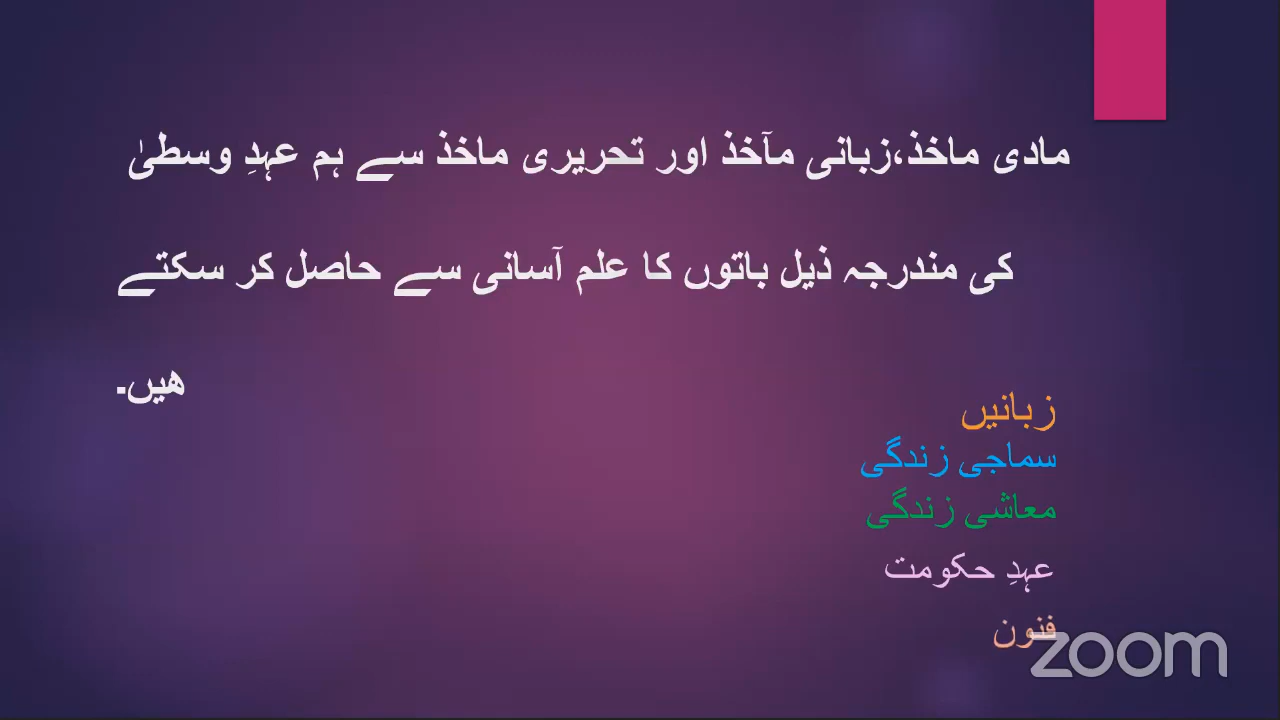 مادی ماخذ،زبانی مآخذ اور تحریری ماخذ سے ہم عہدِ وسطیٰ
کی مندرجہ ذیل باتوں کا علم آسانی سے حاصل کر سکتے
ھیں۔
زبانیں
سماجی زندگی
معاشی زندگی
عہدِ حکومت
فنون
zoom